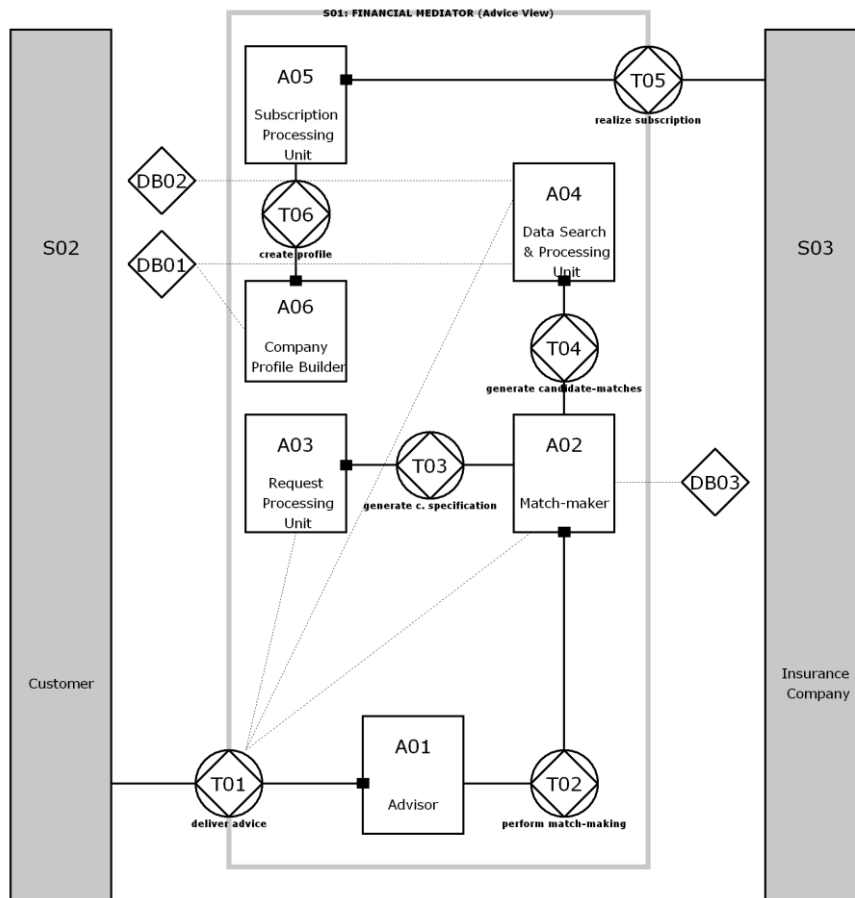 S01: FINANCIAL MEDIATOR (Advice View)
A05
Subscription
Processing
Unit
T05
realize subscription
DB02
A04
Data Search
& Processing
Unit
T06
create profile
S02
DB01
S03
A06
Company
Profile Builder
T04
generate candidate-matches
A03
Request
Processing
Unit
T03
generate c. specification
A02
Match-maker
DB03
Customer
Insurance
Company
A01
Advisor
T01
deliver advice
T02
perform match-making